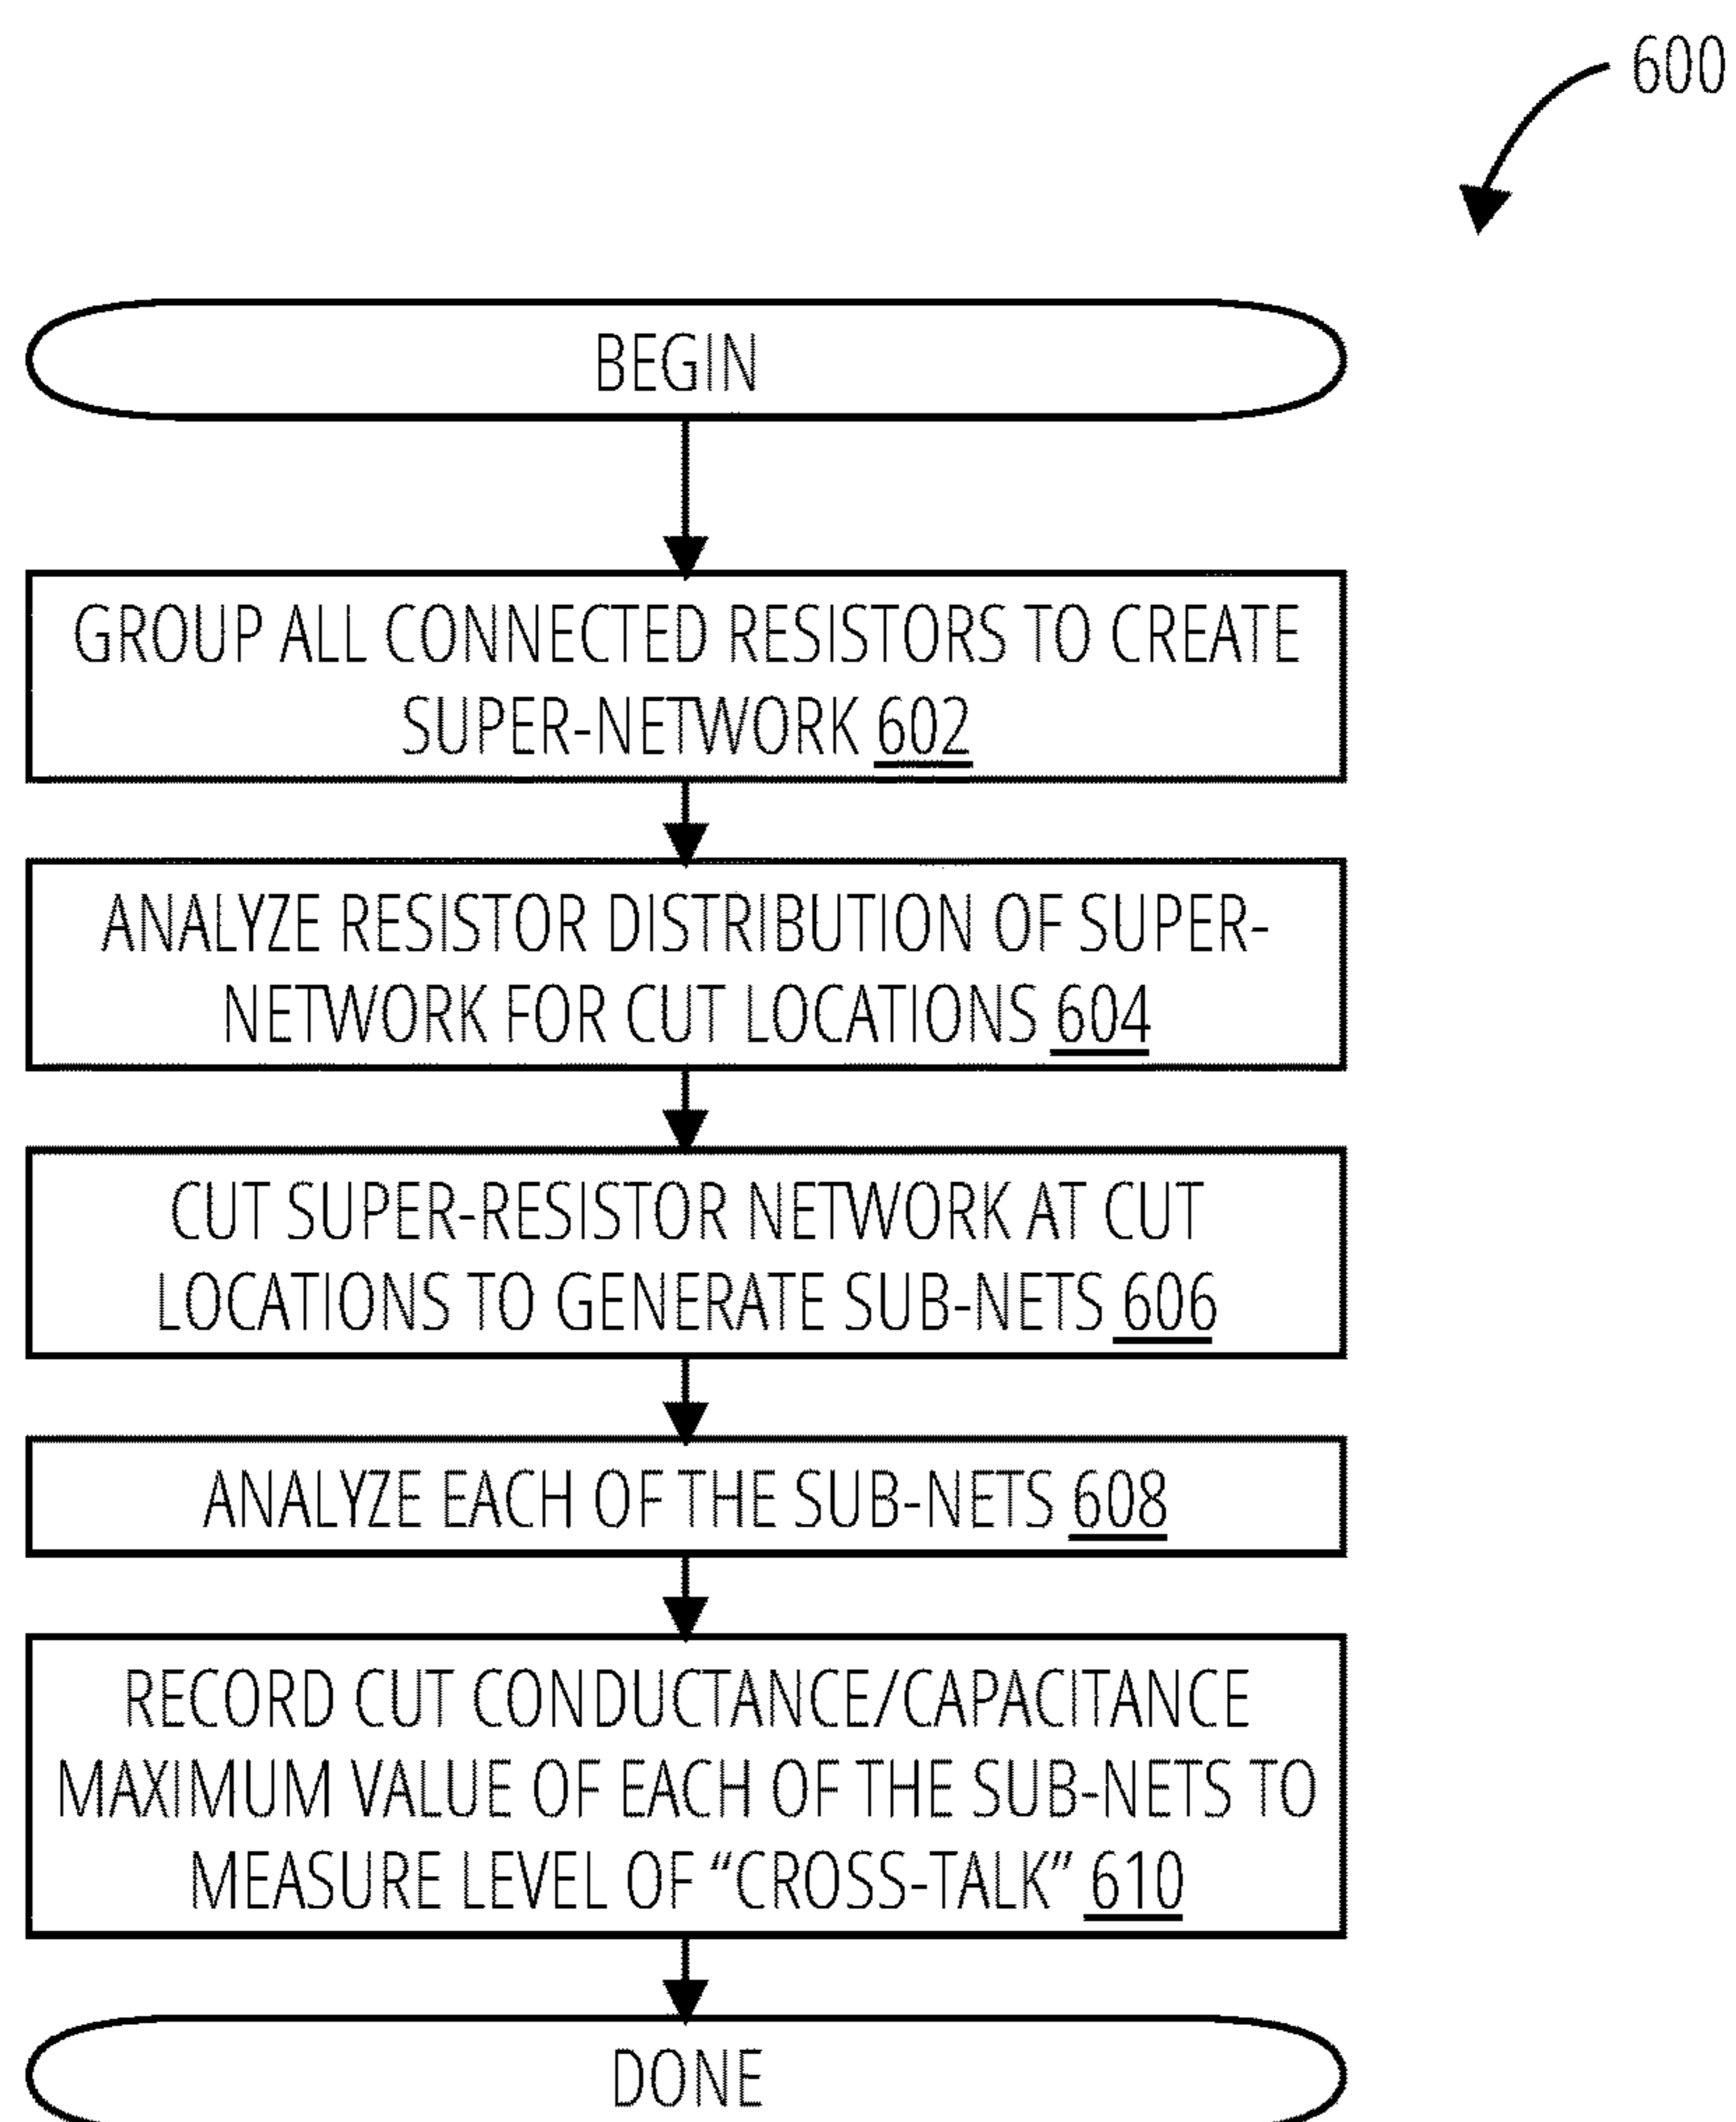 600
BEGIN
GROUP ALL CONNECTED RESISTORS TO CREATE
SUPER-NETWORK 602
ANALYZE RESISTOR DISTRIBUTION OF SUPER-
NETWORK FOR CUT LOCATIONS 604
CUT SUPER-RESISTOR NETWORK AT CUT
LOCATIONS TO GENERATE SUB-NETS 606
ANALYZE EACH OF THE SUB-NETS 608
RECORD CUT CONDUCTANCE/CAPACITANCE
MAXIMUM VALUE OF EACH OF THE SUB-NETS TO
MEASURE LEVEL OF “CROSS-TALK” 610
DONE